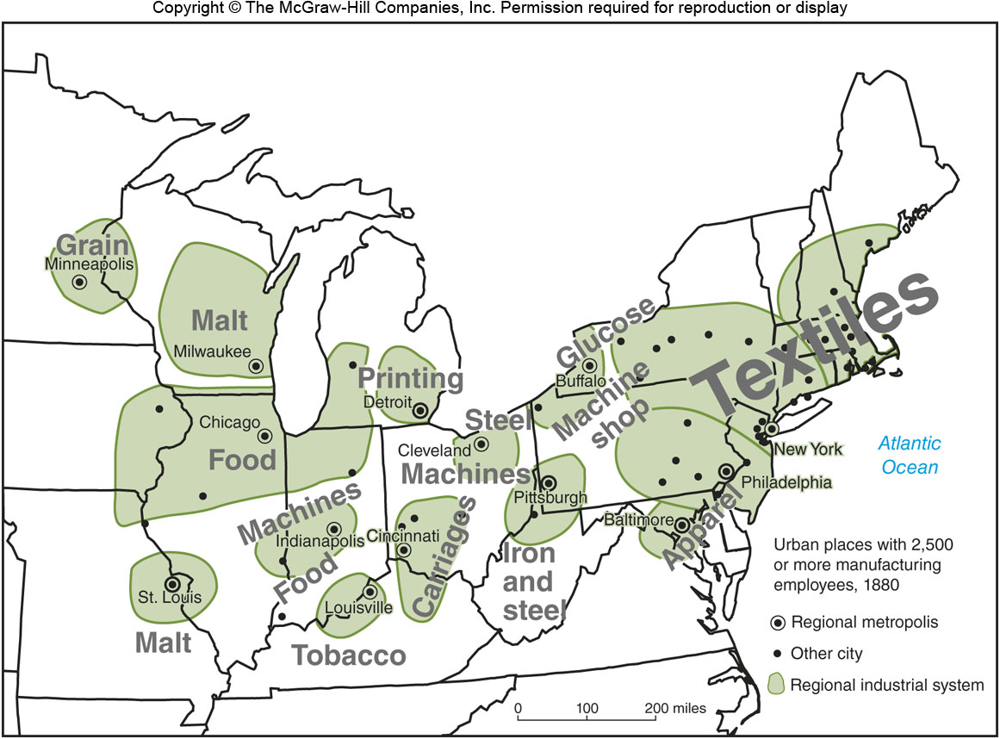 Copyright © The McGraw-Hill Companies, Inc. Permission required for reproduction or display
Grain
Minneapolis
Malt
Milwaukee
Printing
Detroit
Chicago
Food
Steel
Cleveland
Machines
Glucose
Buffalo
Machine
shop
Textiles
New York
Atlantic
Ocean
Philadelphia
Pittsburgh
Baltimore
Apparel
Machines
Indianapolis
Food
Cincinnati
Carriages
Iron
and
steel
St. Louis
Malt
Louisville
Tobacco
Urban places with 2,500
or more manufacturing
employees, 1880
Regional metropolis
Other city
Regional industrial system
0 100 200 miles